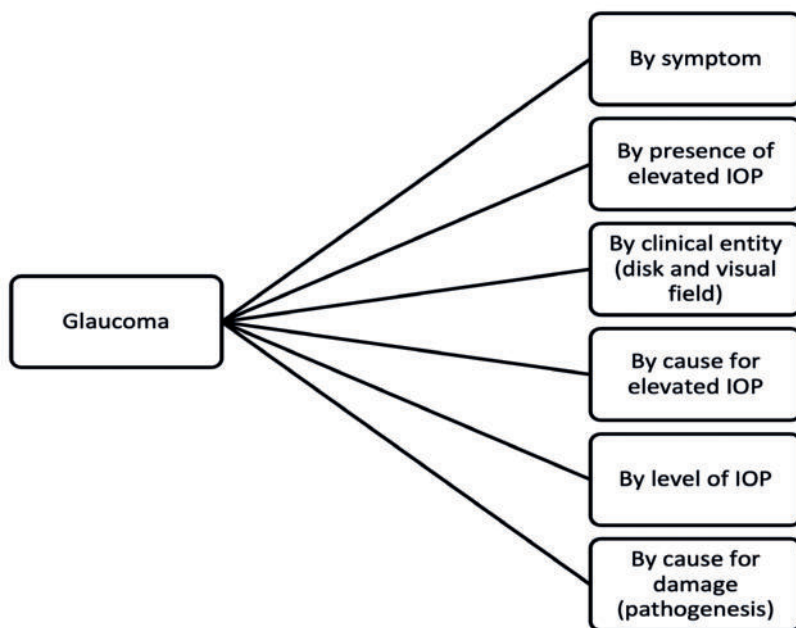 By symptom
By presence of
elevated IOP
By clinical entity
(disk and visual
field)
Glaucoma
By cause for
elevated IOP
By level of IOP
By cause for
damage
(pathogenesis)